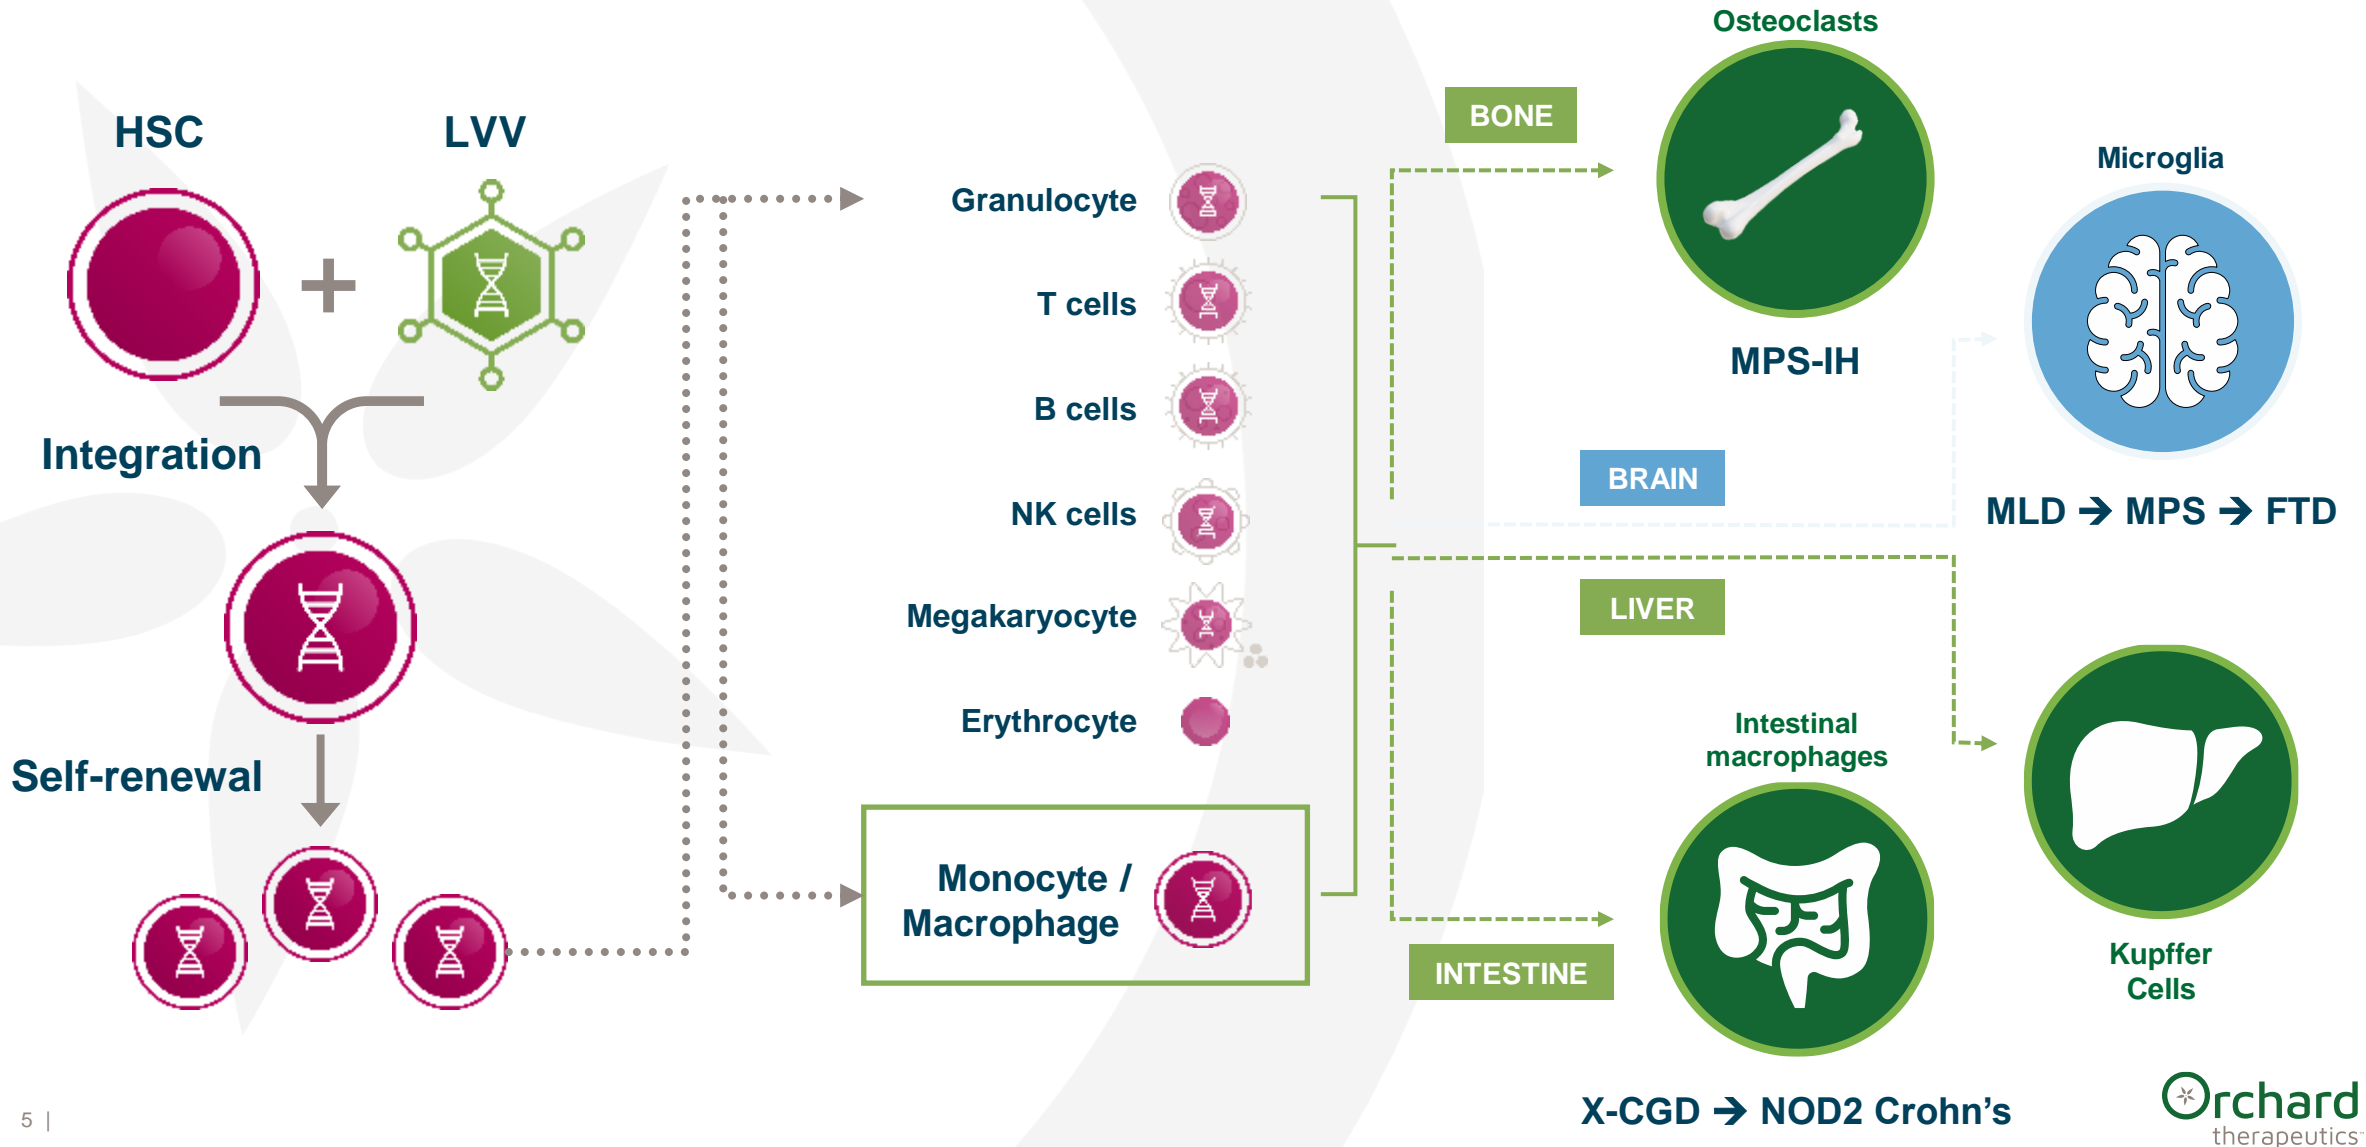 HSC
LVV
Integration
Self-renewal
Granulocyte
T cells
B cells
NK cells
Megakaryocyte
Erythrocyte
Monocyte /
Macrophage
BONE
Osteoclasts
MPS-IH
BRAIN
Microglia
MLD → MPS → FTD
LIVER
Kupffer
Cells
INTESTINE
Intestinal
macrophages
X-CGD → NOD2 Crohn's
5 |
Orchard
therapeutics